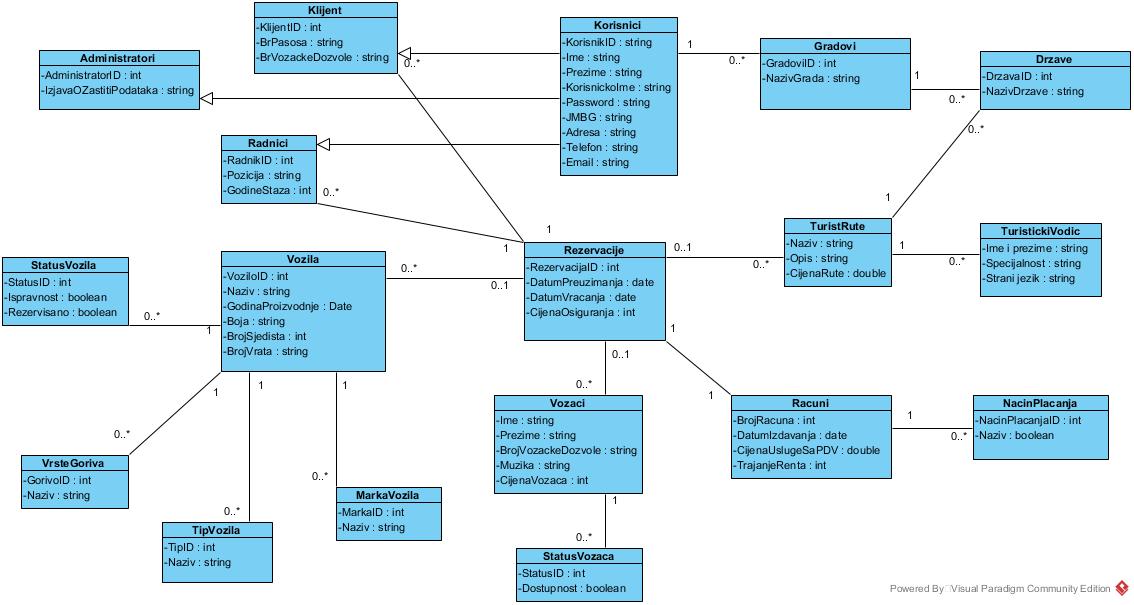 Klijent
-KlijentID : int
-BrPasosa : string
-BrVozackeDozvole : string
0..*
Administratori
-AdministratorID : int
-IzjavaOZastitiPodataka : string
Korisnici
-KorisnikID : string
-Ime : string
-Prezime : string
-KorisnickoIme : string
-Password : string
-JMBG : string
-Adresa : string
-Telefon : string
-Email : string
1
0..*
Gradovi
-GradoviID : int
-NazivGrada : string
1
0..*
Drzave
-DrzavaID : int
-NazivDrzave : string
0..*
1
Radnici
-RadnikID : int
-Pozicija : string
-GodineStaza : int
0..*
1
1
TuristRute
-Naziv : string
-Opis : string
-CijenaRute : double
1
0..*
TuristickiVodic
-Ime i prezime : string
-Specijalnost : string
-Strani jezik : string
Rezervacije
-RezervacijaID : int
-DatumPreuzimanja : date
-DatumVracanja : date
-CijenaOsiguranja : int
0..1
0..*
0..*
0..1
Vozila
-VoziloID : int
-Naziv : string
-GodinaProizvodnje : Date
-Boja : string
-BrojSjedista : int
-BrojVrata : string
StatusVozila
-StatusID : int
-Ispravnost : boolean
-Rezervisano : boolean
0..*
1
1
0..*
1
0..*
1
0..*
VrsteGoriva
-GorivoID : int
-Naziv : string
TipVozila
-TipID : int
-Naziv : string
MarkaVozila
-MarkaID : int
-Naziv : string
0..1
0..*
Vozaci
-Ime : string
-Prezime : string
-BrojVozackeDozvole : string
-Muzika : string
-CijenaVozaca : int
1
0..*
StatusVozaca
-StatusID : int
-Dostupnost : boolean
1
1
Racuni
-BrojRacuna : int
-DatumIzdavanja : date
-CijenaUslugeSaPDV : double
-TrajanjeRenta : int
1
0..*
NacinPlacanja
-NacinPlacanjaID : int
-Naziv : boolean
Powered By Visual Paradigm Community Edition